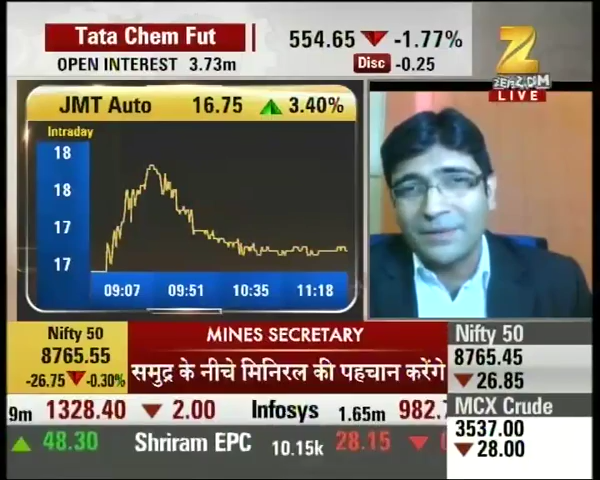 Tata Chem Fut
554.65 -1.77%
OPEN INTEREST 3.73m
Disc -0.25
LIVE
JMT Auto 16.75 3.40%
Intraday
18
18
17
17
09:07 09:51 10:35 11:18
Nifty 50
8765.55
-26.75 -0.30%
MINES SECRETARY
समुद्र के नीचे मिनिरल की पहचान करेंगे
Nifty 50
8765.45
26.85
MCX Crude
3537.00
28.00
9m 1328.40 2.00 Infosys 1.65m 982.7
48.30 Shriram EPC 10.15k 28.15